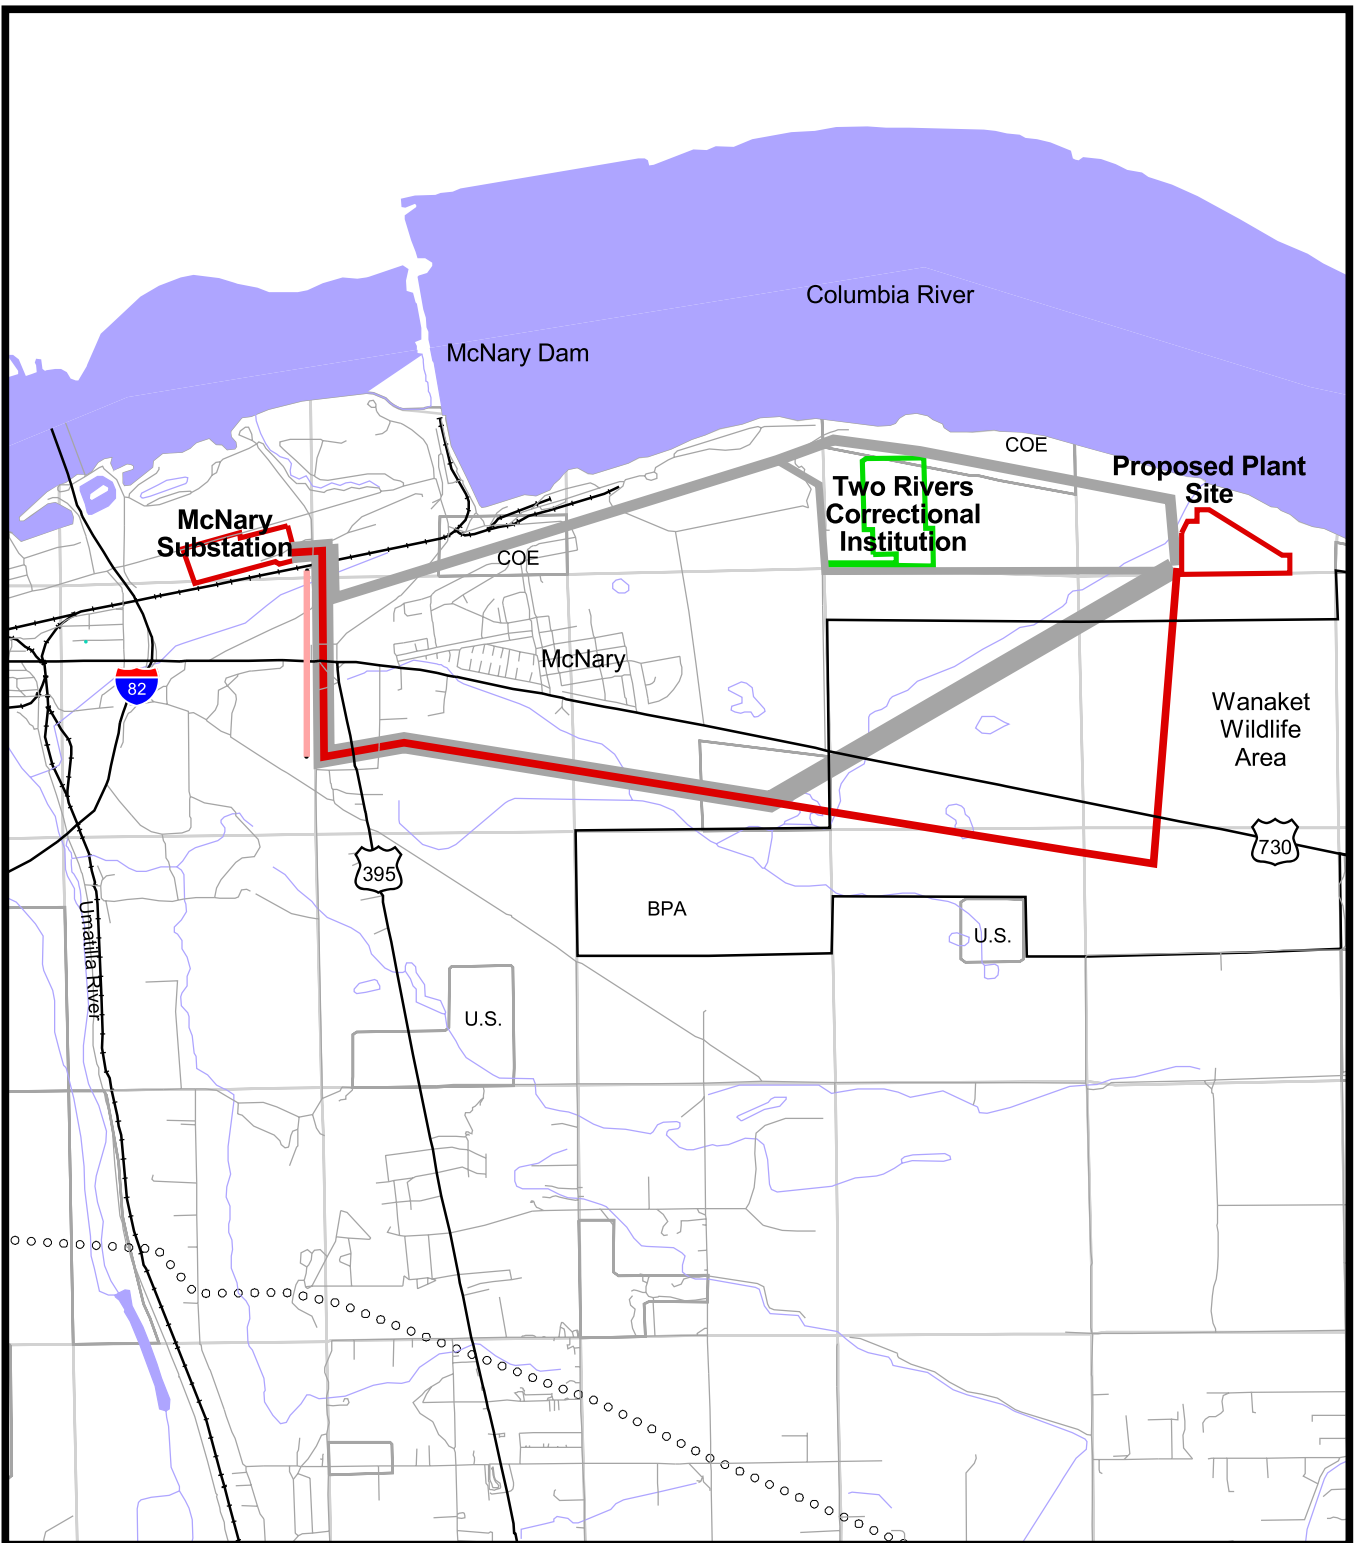 Columbia River
McNary Dam
COE
Proposed Plant
Site
Two Rivers
Correctional
Institution
McNary
Substation
COE
McNary
82
Wanaket
Wildlife
Area
730
395
BPA
U.S.
Umatilla River
U.S.